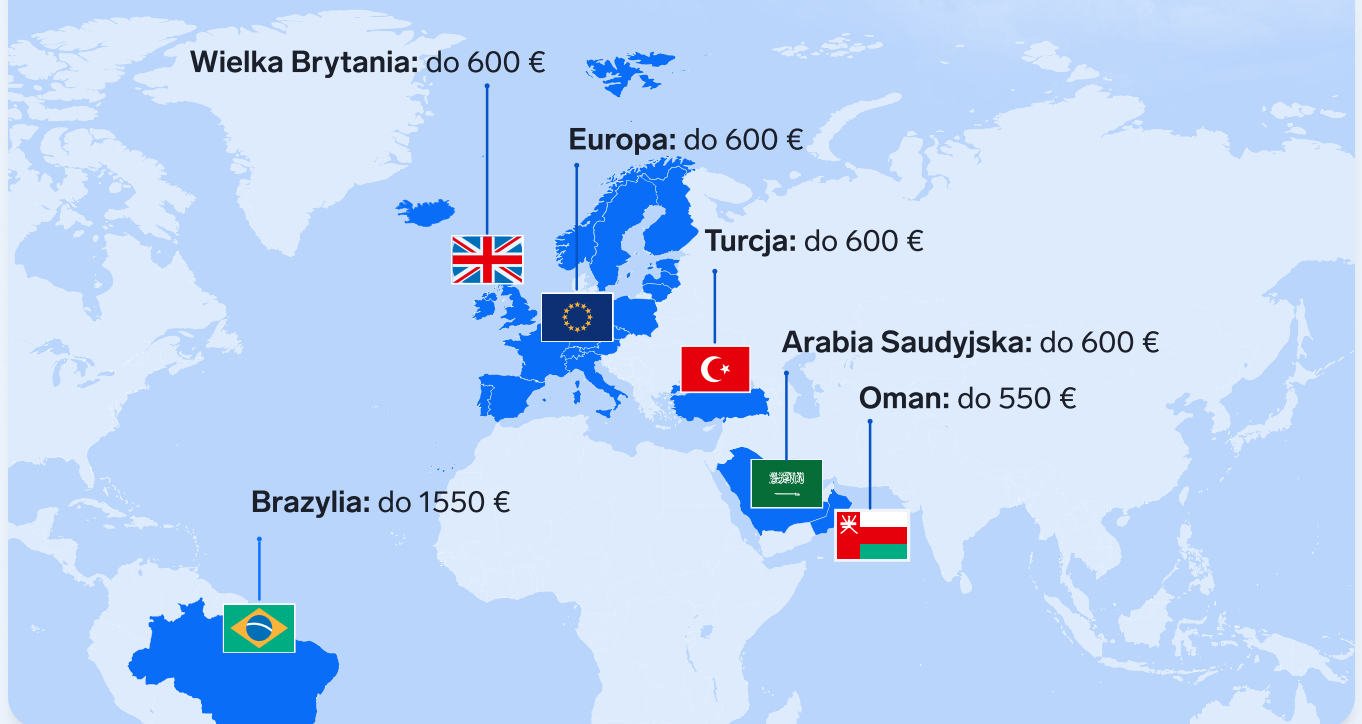 Wielka Brytania: do 600 €
Europa: do 600 €
Turcja: do 600 €
Arabia Saudyjska: do 600 €
Oman: do 550 €
Brazylia: do 1550 €